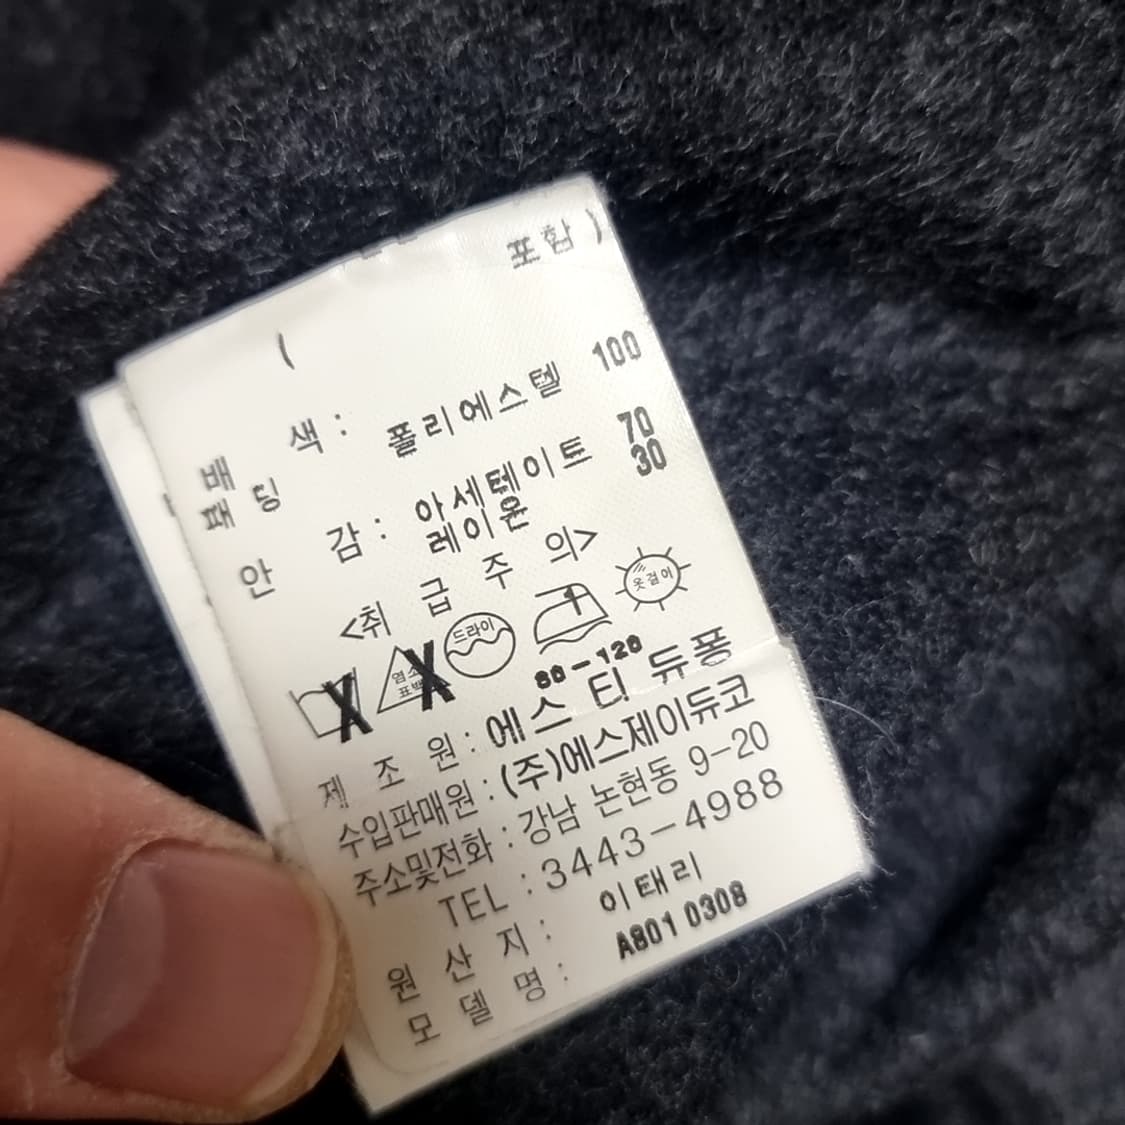 포함 )
(
배 색 : 폴리에스텔 100
패딩
안 감 : 아세테이트 70
레이온 30
<취 급 주 의>
염소 표백
드라이
80-120
옷걸이
제 조 원 : 에스 티 듀퐁
수입판매원 : (주)에스제이듀코
주소및전화 : 강남 논현동 9-20
TEL : 3443-4988
원 산 지 : 이태리
모 델 명 : A801 0308